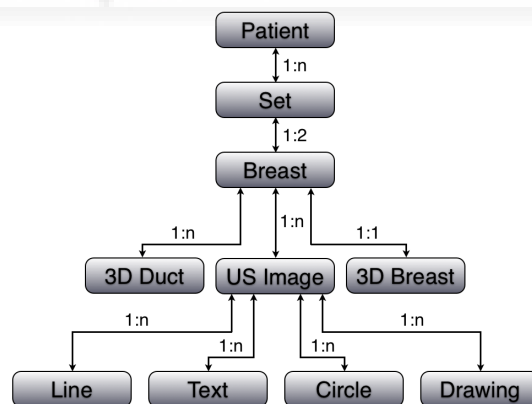 Patient
1:n
Set
1:2
Breast
1:n 1:n 1:1
3D Duct US Image 3D Breast
1:n 1:n
1:n 1:n
Line Text Circle Drawing